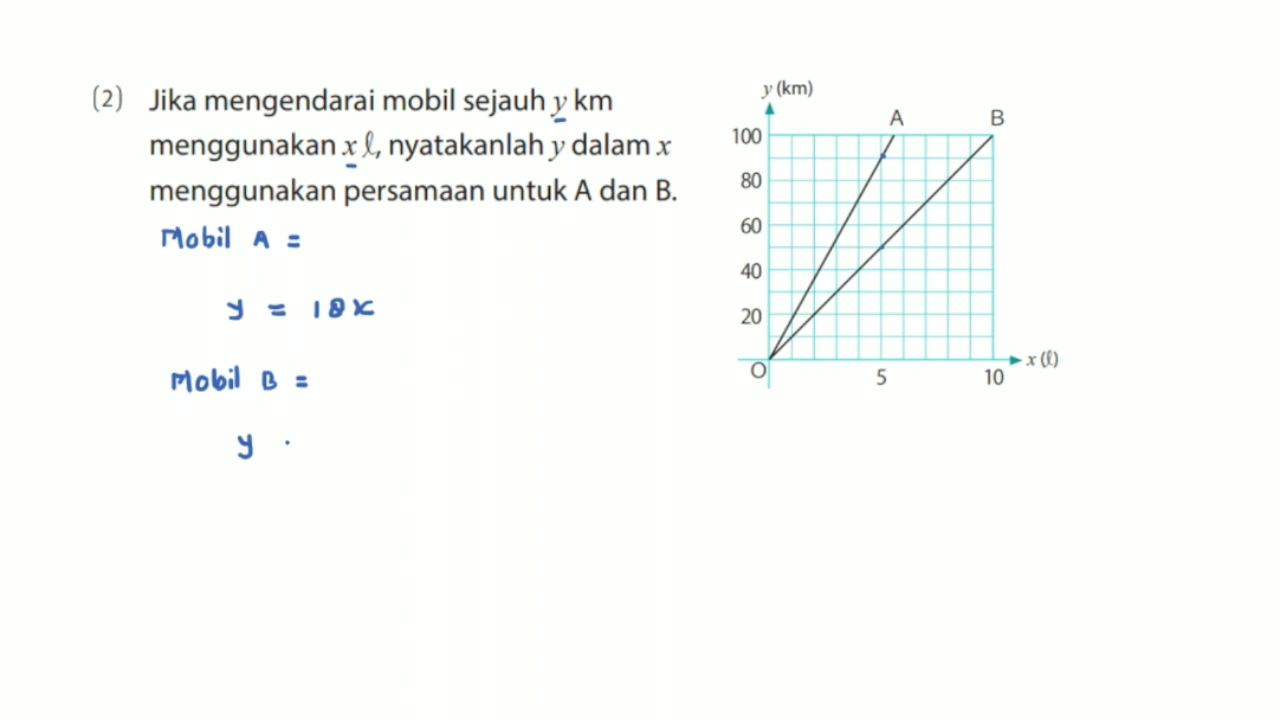 (2) Jika mengendarai mobil sejauh y km
menggunakan x ℓ, nyatakanlah y dalam x
menggunakan persamaan untuk A dan B.
Mobil A =
y = 18x
Mobil B =
y
y (km)
A B
100
80
60
40
20
O 5 10 x (ℓ)